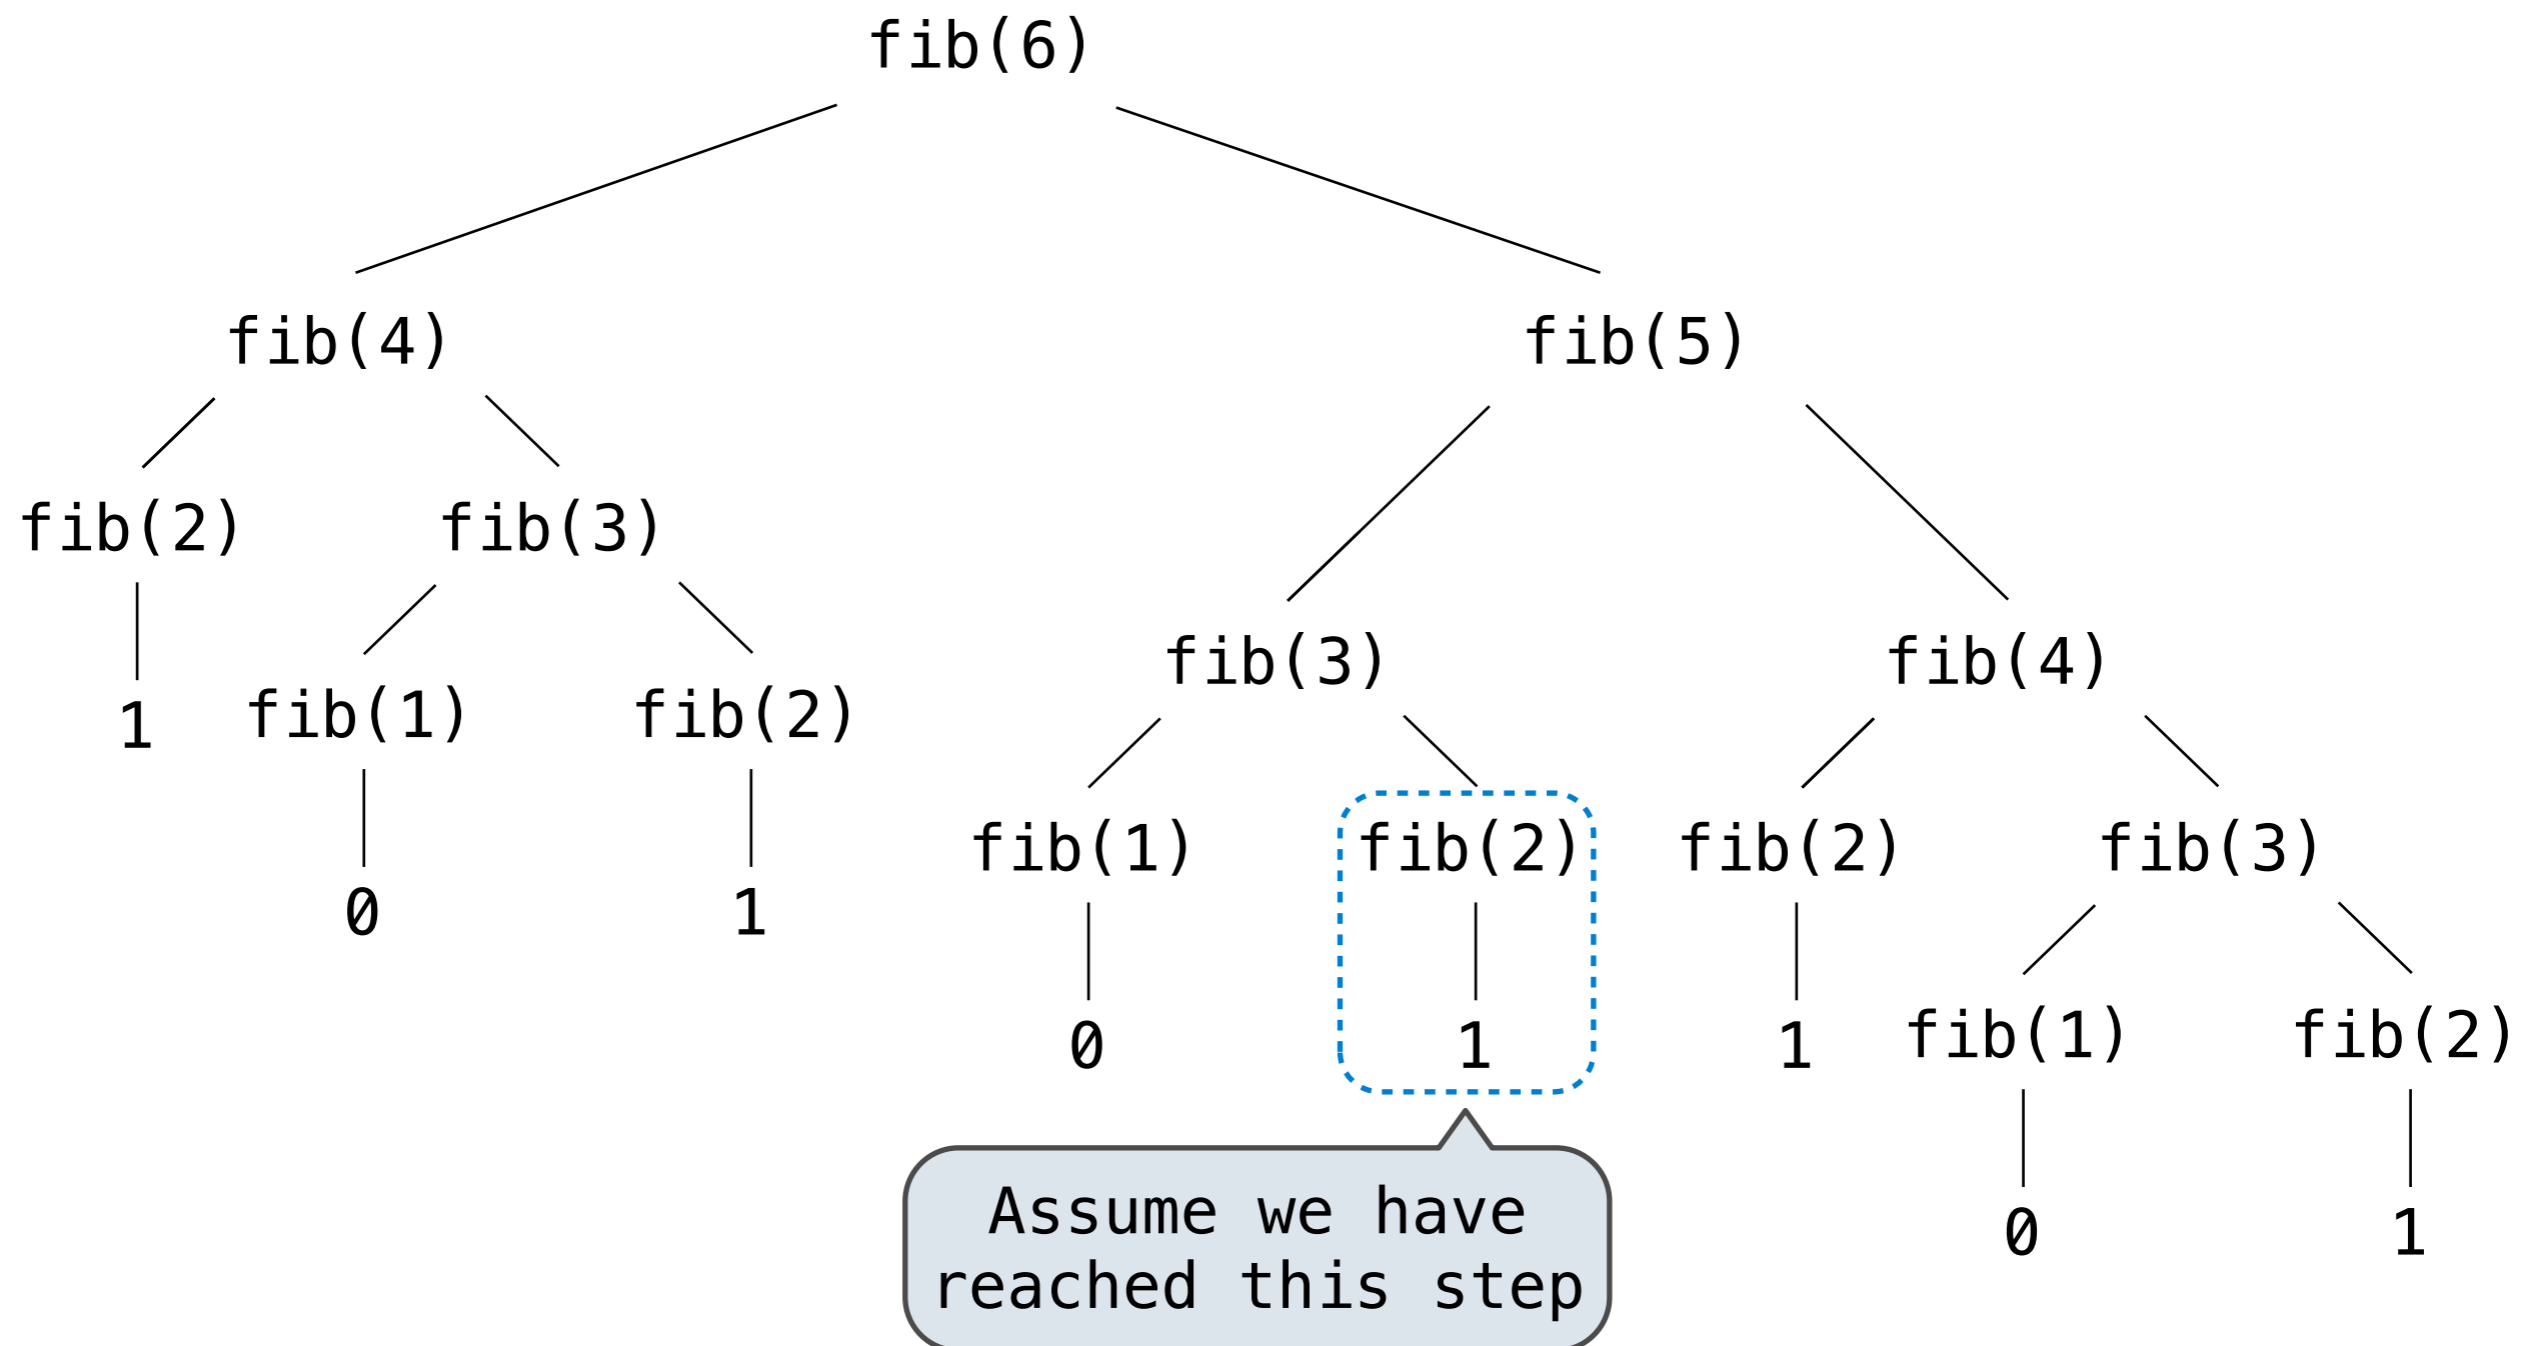 fib(6)
fib(4) fib(5)
fib(2) fib(3)
fib(3) fib(4)
1 fib(1) fib(2)
fib(1) fib(2) fib(2) fib(3)
0 1
0 1 1 fib(1) fib(2)
Assume we have
reached this step
0 1